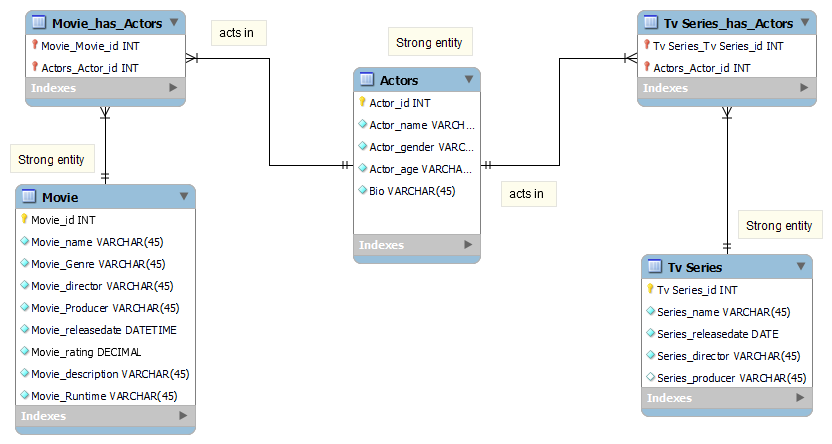 Movie_has_Actors
Movie_Movie_id INT
Actors_Actor_id INT
Indexes
acts in
Strong entity
Actors
Actor_id INT
Actor_name VARCH...
Actor_gender VARC...
Actor_age VARCHA...
Bio VARCHAR(45)
Indexes
Tv Series_has_Actors
Tv Series_Tv Series_id INT
Actors_Actor_id INT
Indexes
acts in
Strong entity
Movie
Movie_id INT
Movie_name VARCHAR(45)
Movie_Genre VARCHAR(45)
Movie_director VARCHAR(45)
Movie_Producer VARCHAR(45)
Movie_releasedate DATETIME
Movie_rating DECIMAL
Movie_description VARCHAR(45)
Movie_Runtime VARCHAR(45)
Indexes
Strong entity
Tv Series
Tv Series_id INT
Series_name VARCHAR(45)
Series_releasedate DATE
Series_director VARCHAR(45)
Series_producer VARCHAR(45)
Indexes